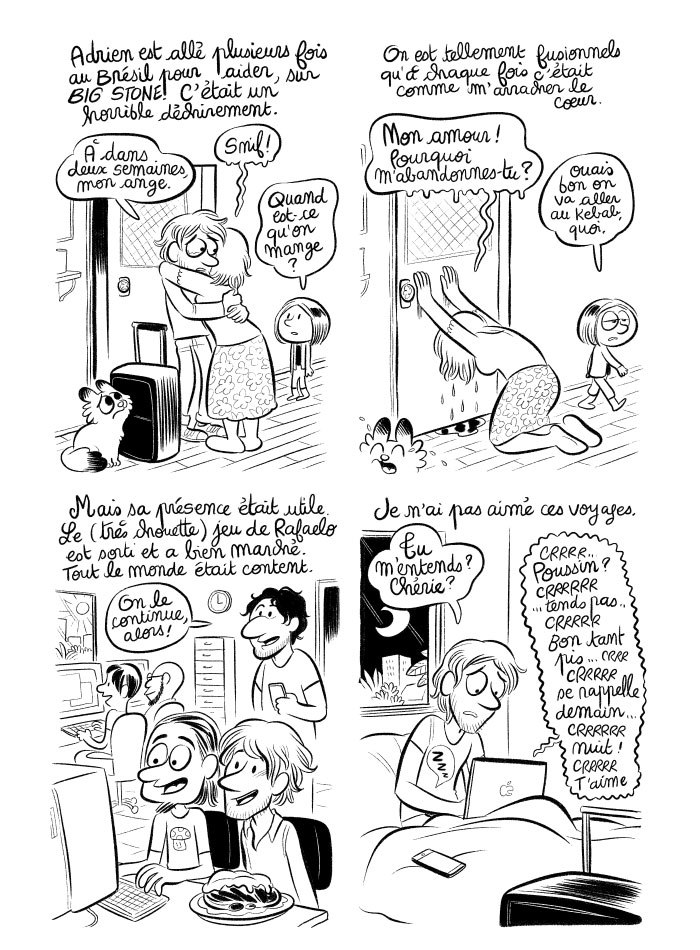 Adrien est allé plusieurs fois
au Brésil pour l'aider, sur
BIG STONE! C'était un
horrible déchirement.
À dans
deux semaines,
mon ange.
Snif!
Quand
est-ce
qu'on
mange
?
On est tellement fusionnels
qu'à chaque fois c'était
comme m'arracher le
cœur.
Mon amour!
Pourquoi
m'abandonnes-tu?
Ouais
bon on
va aller
au kebab,
quoi.
Mais sa présence était utile.
Le (très chouette) jeu de Rafaelo
est sorti et a bien marché.
Tout le monde était content.
On le
continue,
alors!
Je n'ai pas aimé ces voyages.
Tu
m'entends?
Chérie?
CRRRR..
Poussin?
CRRRRRR
...tends pas..
CRRRR
Bon tant
pis... CRRR
CRRRRR
se rappelle
demain...
CRRRRRR
nuit!
CRRRRR
T'aime
NNN